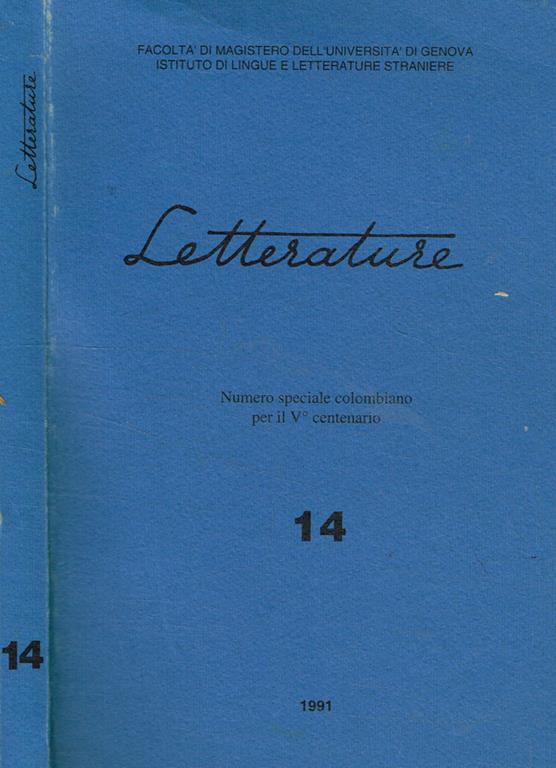 FACOLTA' DI MAGISTERO DELL'UNIVERSITA' DI GENOVA
ISTITUTO DI LINGUE E LETTERATURE STRANIERE
Letterature
Numero speciale colombiano
per il V° centenario
14
1991
Letterature
14